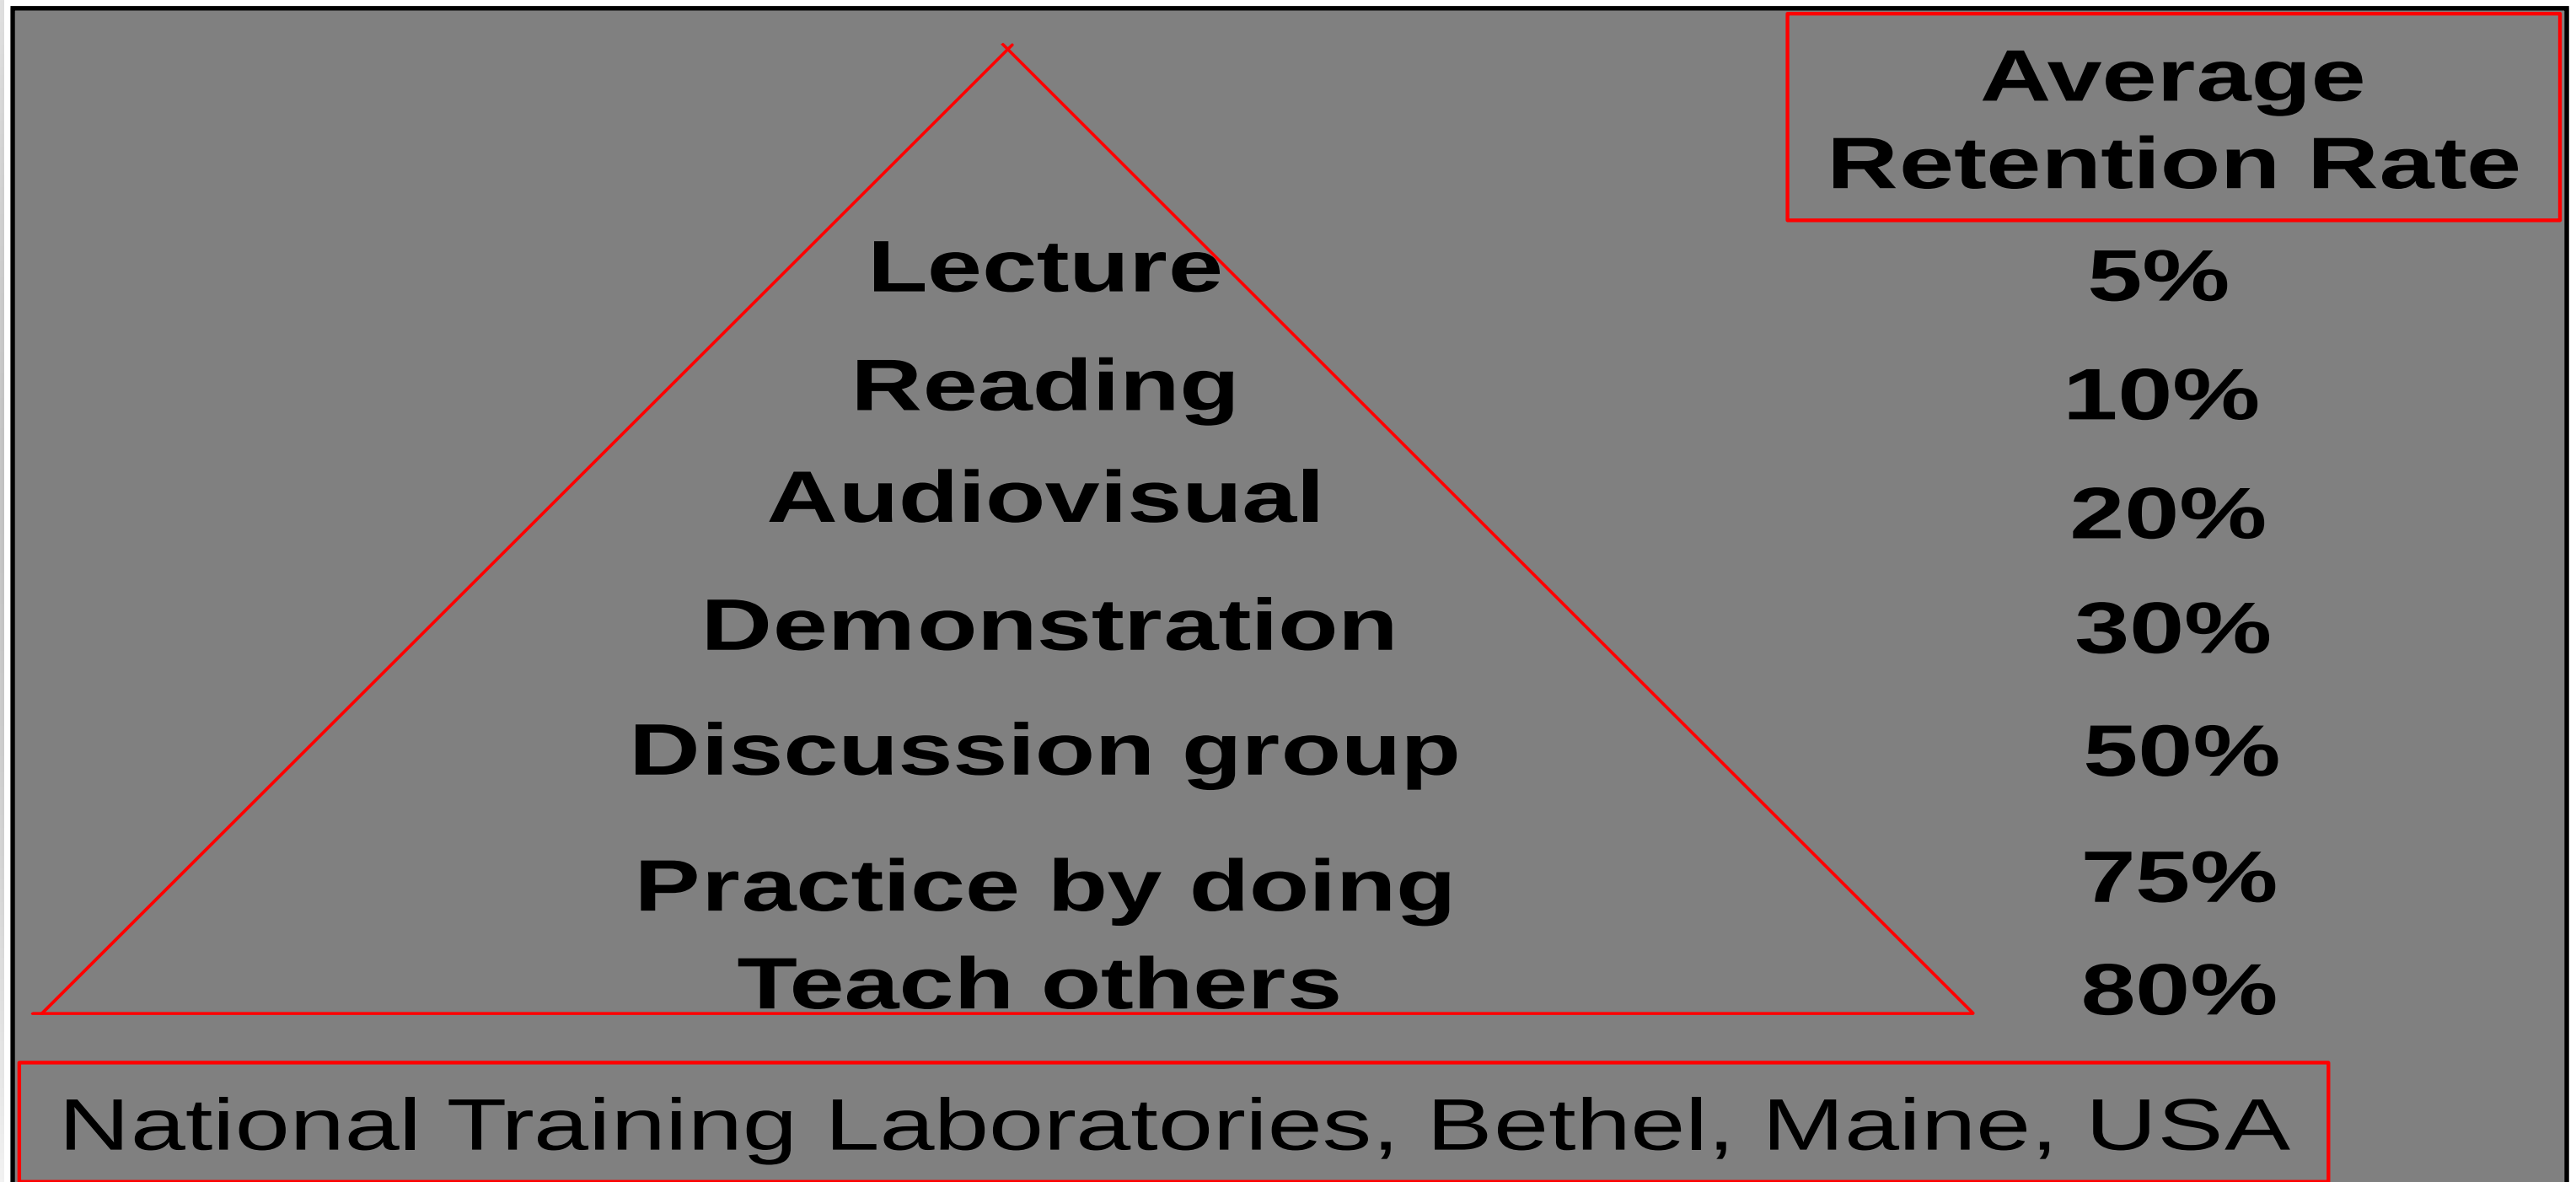 Average
Retention Rate
Lecture 5%
Reading 10%
Audiovisual 20%
Demonstration 30%
Discussion group 50%
Practice by doing 75%
Teach others 80%
National Training Laboratories, Bethel, Maine, USA